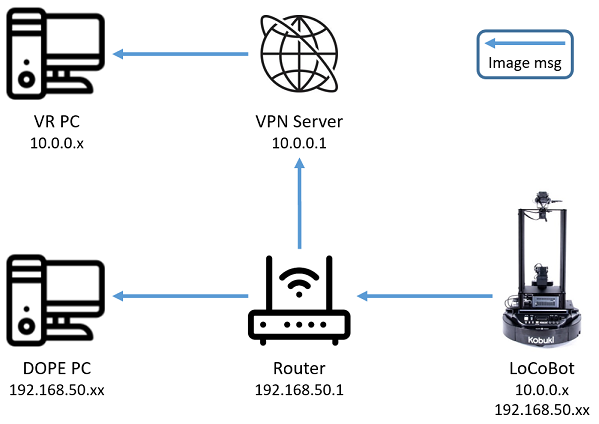 Image msg
VR PC
10.0.0.x
VPN Server
10.0.0.1
Kobuki
DOPE PC
192.168.50.xx
Router
192.168.50.1
LoCoBot
10.0.0.x
192.168.50.xx